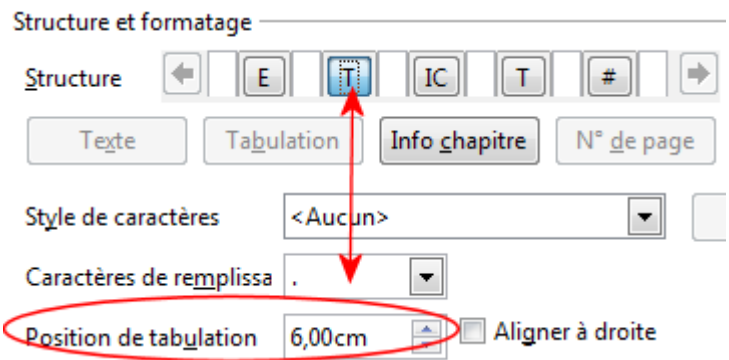 Structure et formatage
Structure E T IC T #
Texte Tabulation Info chapitre N° de page
Style de caractères <Aucun>
Caractères de remplissa .
Position de tabulation 6,00cm Aligner à droite